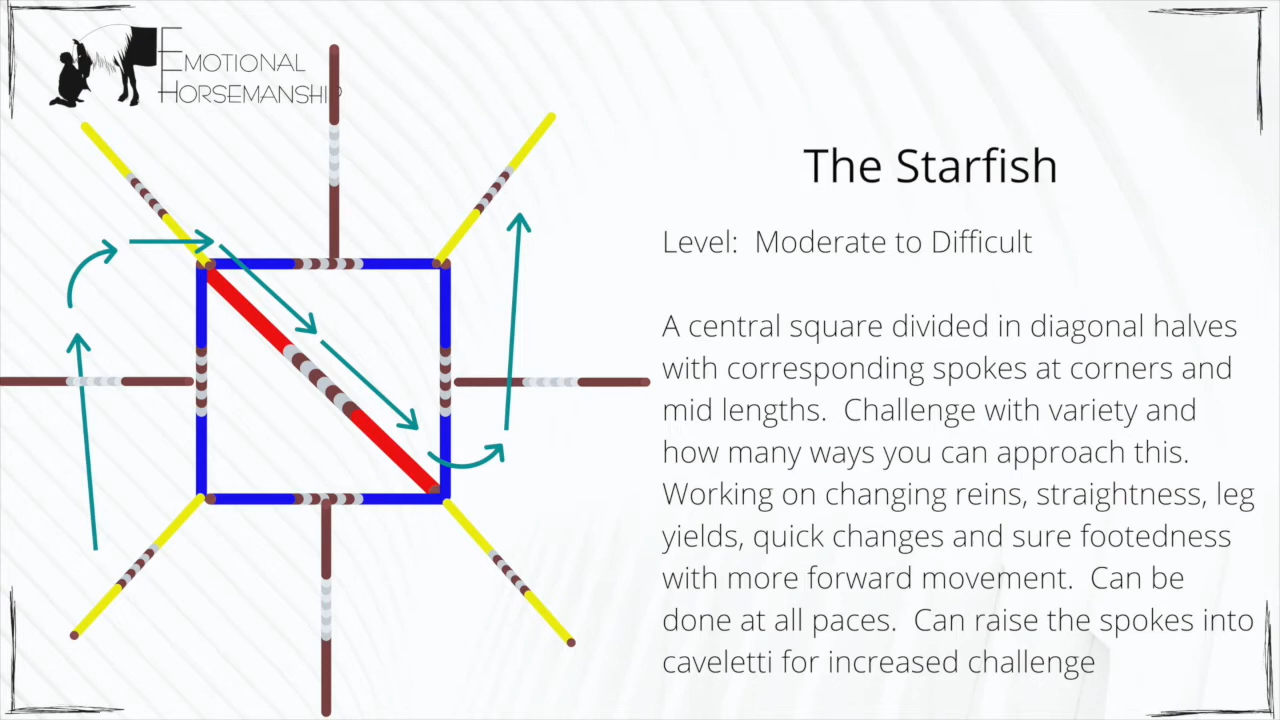 EMOTIONAL
HORSEMANSHIP
The Starfish
Level:  Moderate to Difficult
A central square divided in diagonal halves
with corresponding spokes at corners and
mid lengths.  Challenge with variety and
how many ways you can approach this.
Working on changing reins, straightness, leg
yields, quick changes and sure footedness
with more forward movement.  Can be
done at all paces.  Can raise the spokes into
caveletti for increased challenge